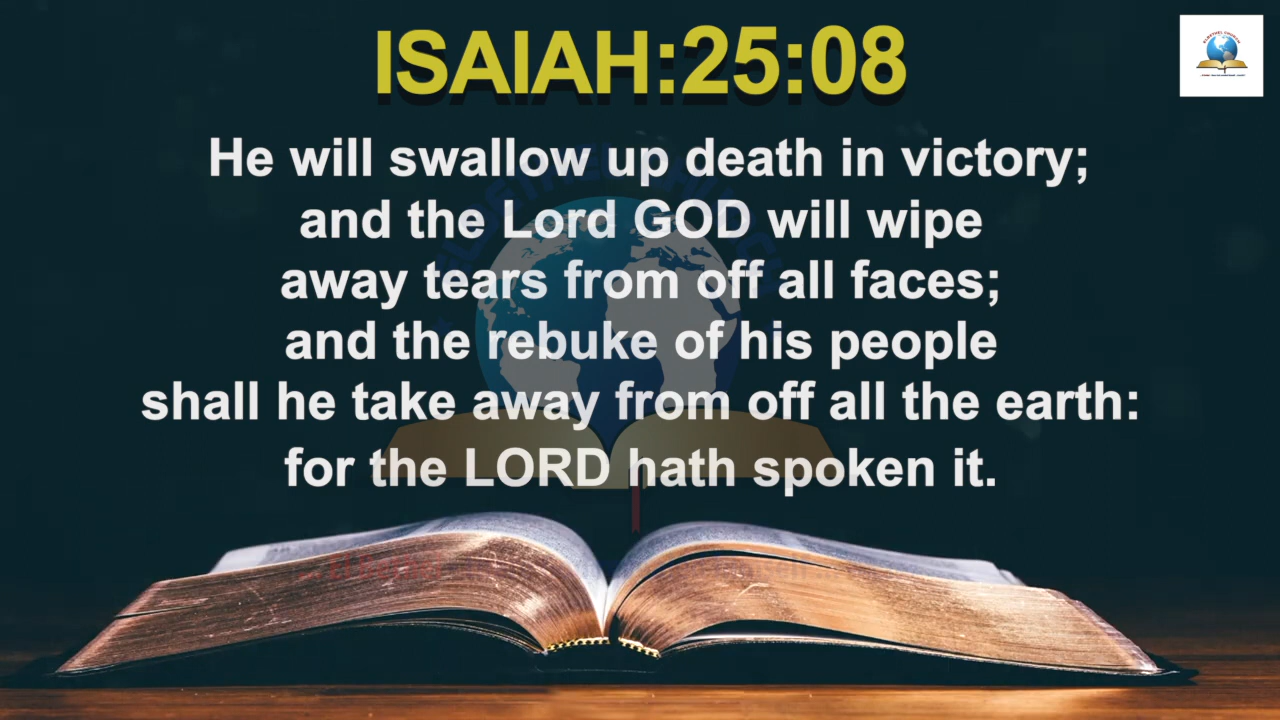 ISAIAH:25:08
He will swallow up death in victory;
and the Lord GOD will wipe
away tears from off all faces;
and the rebuke of his people
shall he take away from off all the earth:
for the LORD hath spoken it.